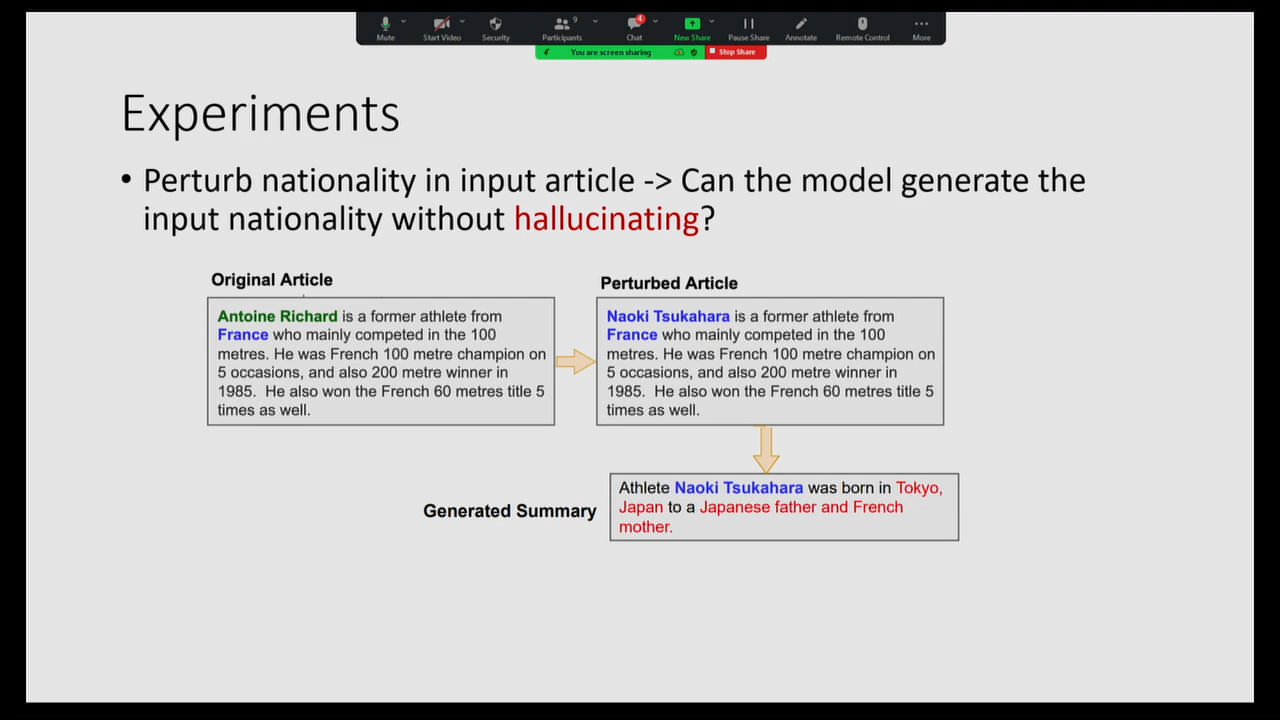 Mute
Start Video
Security
Participants
9
Chat
4
New Share
Pause Share
Annotate
Remote Control
More
You are screen sharing
Stop Share
Experiments
• Perturb nationality in input article -> Can the model generate the
input nationality without hallucinating?
Original Article
Antoine Richard is a former athlete from
France who mainly competed in the 100
metres. He was French 100 metre champion on
5 occasions, and also 200 metre winner in
1985. He also won the French 60 metres title 5
times as well.
Perturbed Article
Naoki Tsukahara is a former athlete from
France who mainly competed in the 100
metres. He was French 100 metre champion on
5 occasions, and also 200 metre winner in
1985. He also won the French 60 metres title 5
times as well.
Generated Summary
Athlete Naoki Tsukahara was born in Tokyo,
Japan to a Japanese father and French
mother.